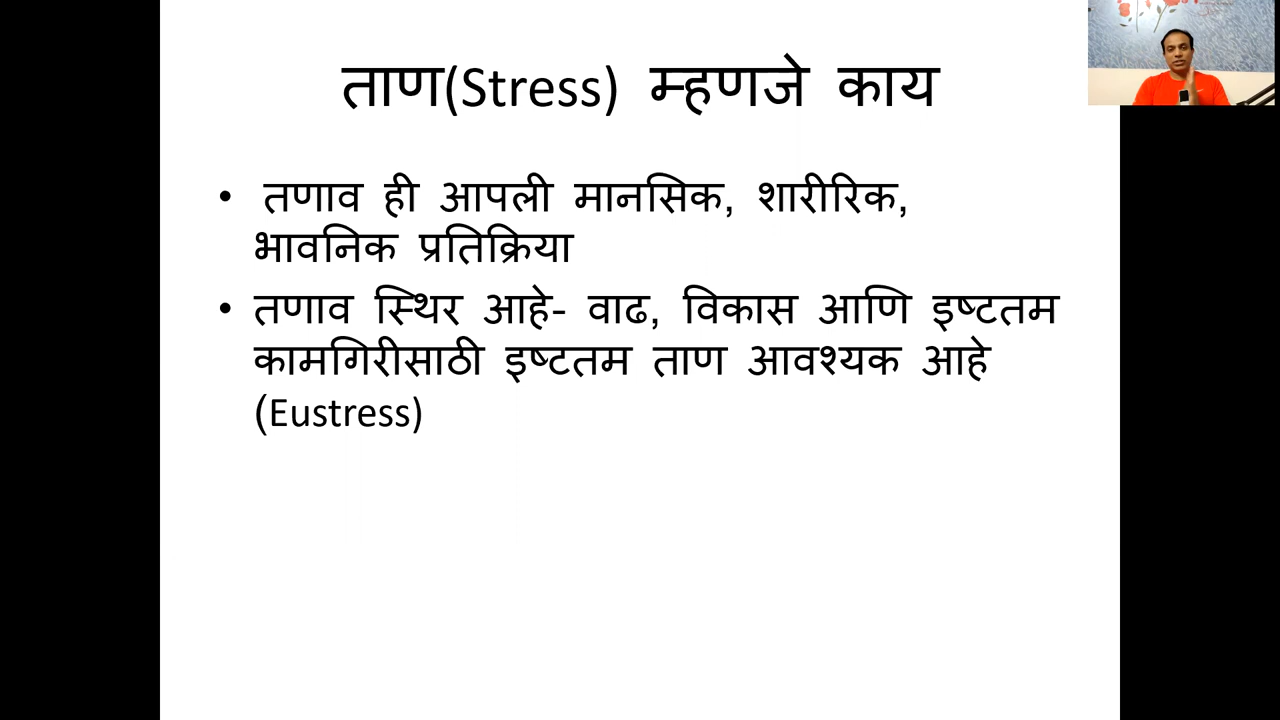 ताण(Stress) म्हणजे काय
• तणाव ही आपली मानसिक, शारीरिक,
भावनिक प्रतिक्रिया
• तणाव स्थिर आहे- वाढ, विकास आणि इष्टतम
कामगिरीसाठी इष्टतम ताण आवश्यक आहे
(Eustress)